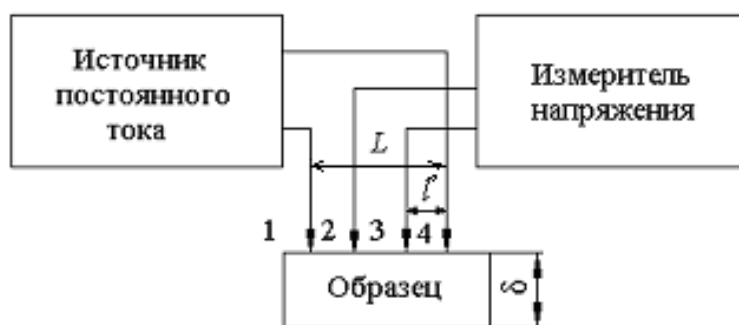 Источник
постоянного
тока
Измеритель
напряжения
L
l
1 2 3 4
Образец
δ